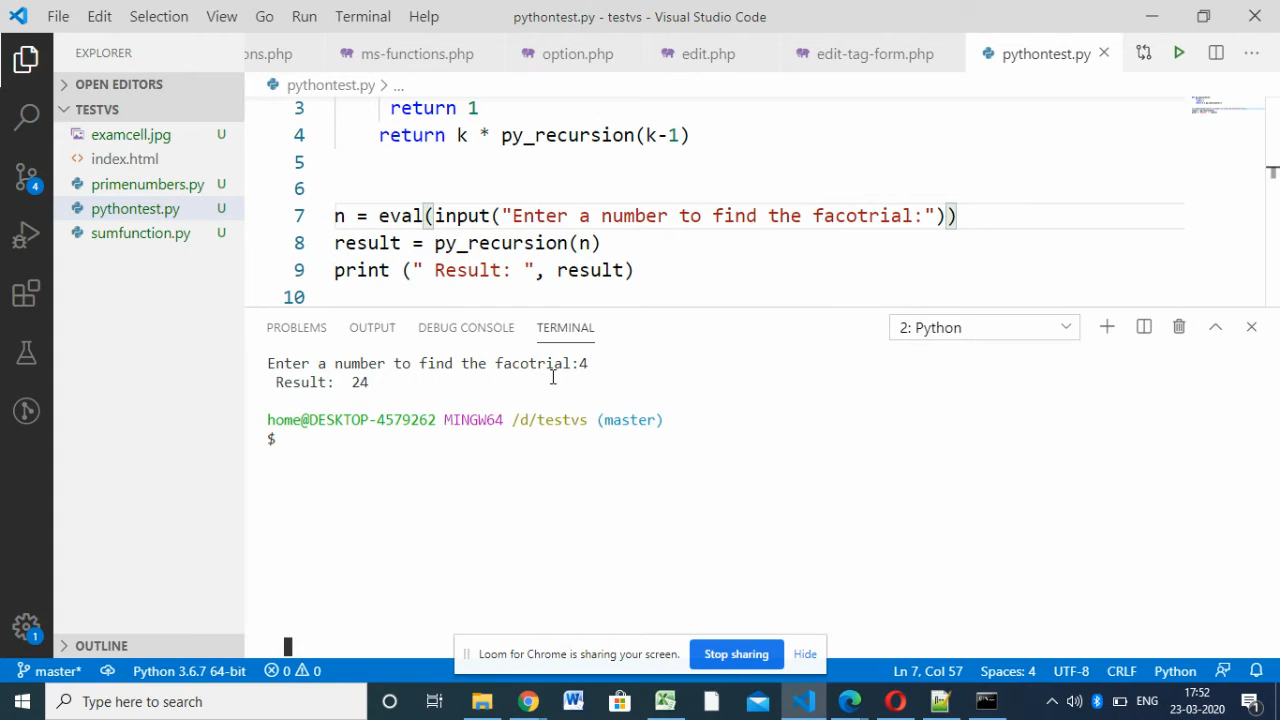 File Edit Selection View Go Run Terminal Help pythontest.py - testvs - Visual Studio Code
EXPLORER ons.php ms-functions.php option.php edit.php edit-tag-form.php pythontest.py
OPEN EDITORS
pythontest.py > ...
TESTVS
examcell.jpg U
index.html
primenumbers.py U
pythontest.py U
sumfunction.py U
3 return 1
4 return k * py_recursion(k-1)
5
6
7 n = eval(input("Enter a number to find the facotrial:"))
8 result = py_recursion(n)
9 print (" Result: ", result)
10
PROBLEMS OUTPUT DEBUG CONSOLE TERMINAL 2: Python
Enter a number to find the facotrial:4
Result: 24
home@DESKTOP-4579262 MINGW64 /d/testvs (master)
$
4
1
OUTLINE
Loom for Chrome is sharing your screen. Stop sharing Hide
master* Python 3.6.7 64-bit 0 0 Ln 7, Col 57 Spaces: 4 UTF-8 CRLF Python
Type here to search ENG 17:52
23-03-2020 1